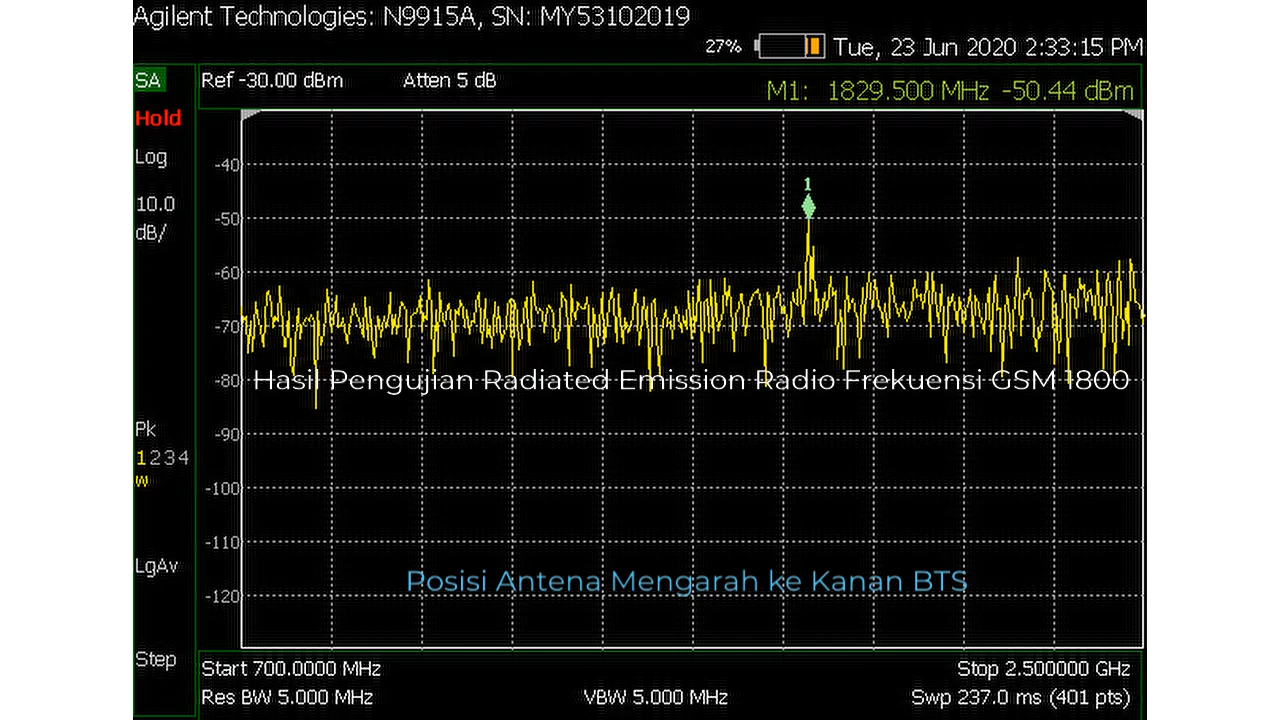 Agilent Technologies: N9915A, SN: MY53102019
27% Tue, 23 Jun 2020 2:33:15 PM
SA Ref -30.00 dBm Atten 5 dB M1: 1829.500 MHz -50.44 dBm
Hold
Log
10.0
dB/
-40
1
-50
-60
-70
-80
Hasil Pengujian Radiated Emission Radio Frekuensi GSM 1800
-90
Pk
1234
W
-100
-110
LgAv
Posisi Antena Mengarah ke Kanan BTS
-120
Step
Start 700.0000 MHz Stop 2.500000 GHz
Res BW 5.000 MHz VBW 5.000 MHz Swp 237.0 ms (401 pts)